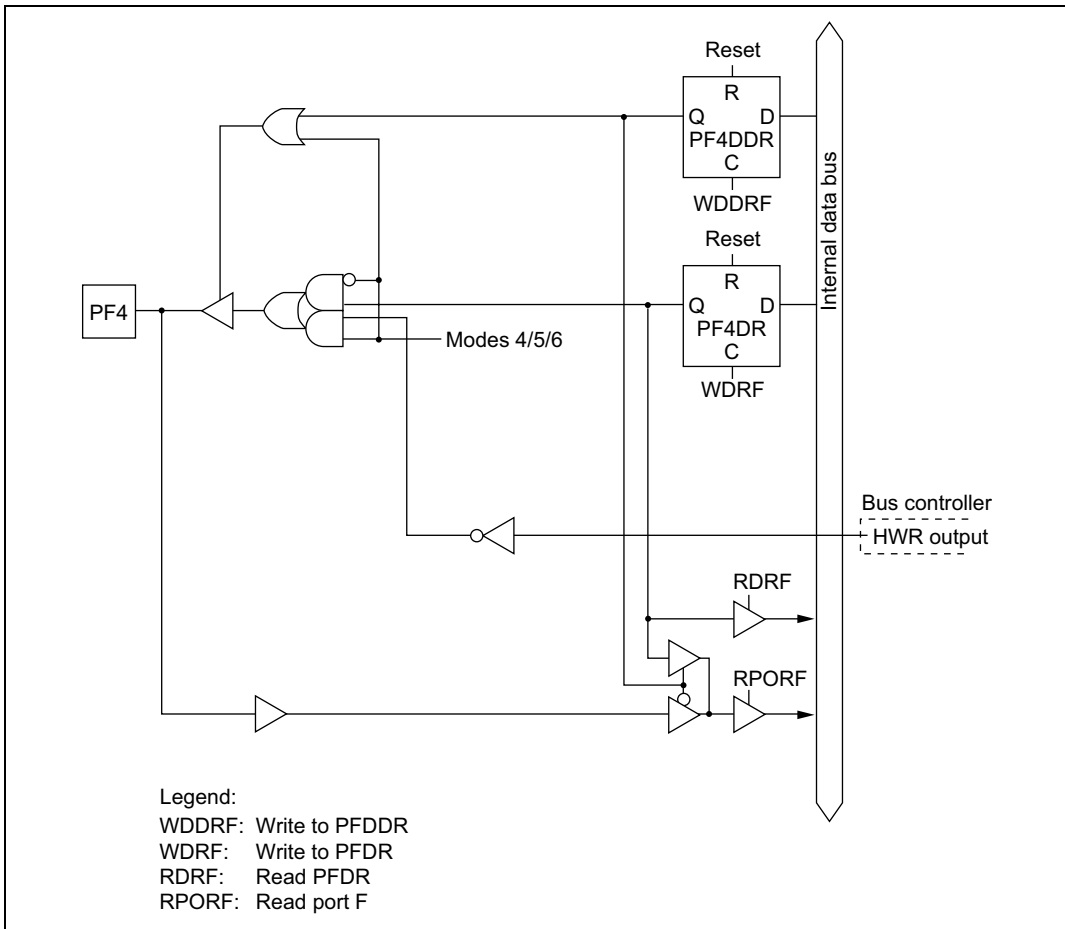 Reset
R
Q D
PF4DDR
C
WDDRF
Reset
R
Q D
PF4DR
C
WDRF
Internal data bus
PF4
Modes 4/5/6
Bus controller
HWR output
RDRF
RPORF
Legend:
WDDRF: Write to PFDDR
WDRF: Write to PFDR
RDRF: Read PFDR
RPORF: Read port F